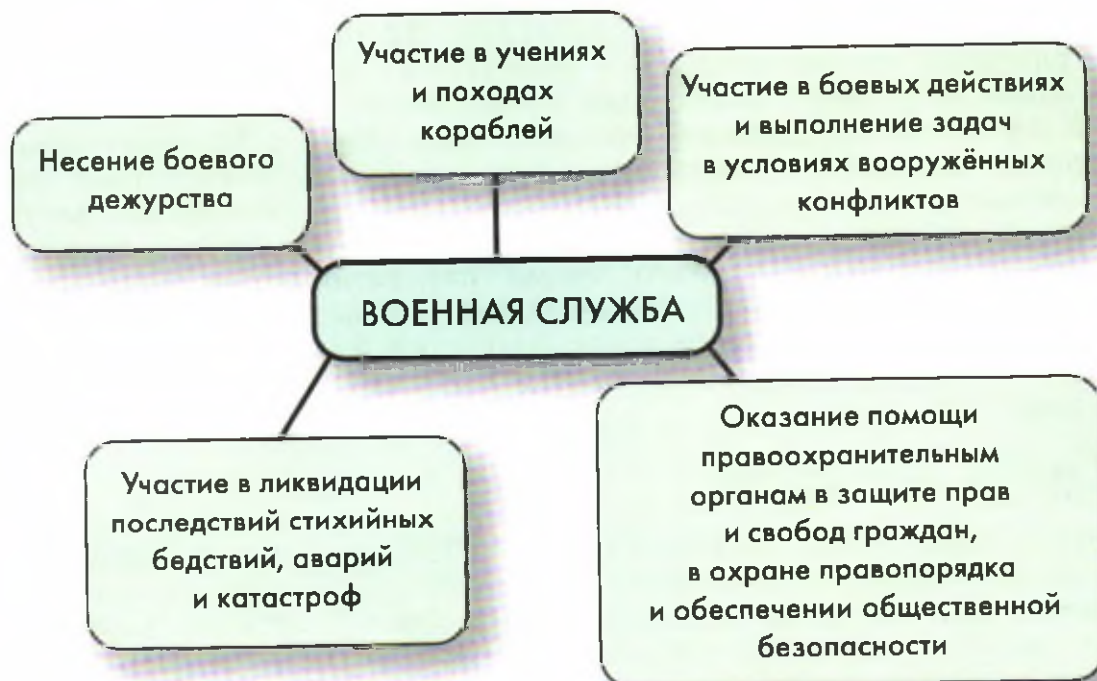 Участие в учениях
и походах
кораблей
Участие в боевых действиях
и выполнение задач
в условиях вооружённых
конфликтов
Несение боевого
дежурства
ВОЕННАЯ СЛУЖБА
Участие в ликвидации
последствий стихийных
бедствий, аварий
и катастроф
Оказание помощи
правоохранительным
органам в защите прав
и свобод граждан,
в охране правопорядка
и обеспечении общественной
безопасности